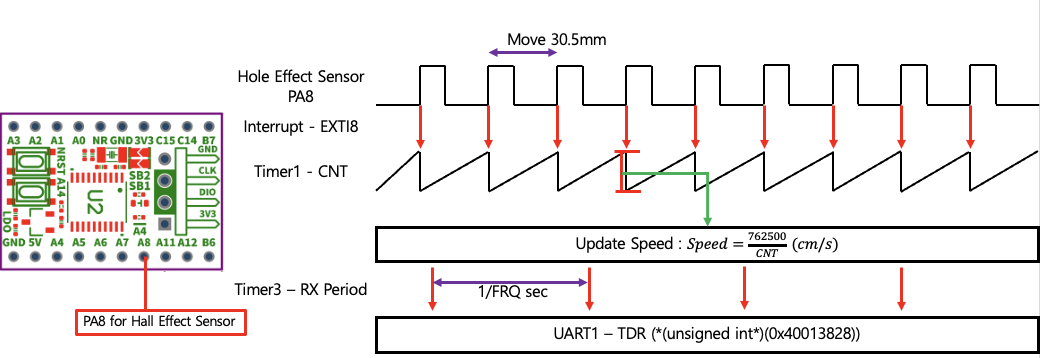 Move 30.5mm
Hole Effect Sensor
PA8
Interrupt - EXTI8
Timer1 - CNT
A3 A2 A1 A0 NR GND 3V3 C15 C14 B7
GND
CLK
DIO
3V3
NRST
A14
U2
SB2
SB1
A4
LDO
GND 5V A4 A5 A6 A7 A8 A11 A12 B6
PA8 for Hall Effect Sensor
Update Speed : Speed = 762500/CNT (cm/s)
Timer3 – RX Period
1/FRQ sec
UART1 – TDR (*(unsigned int*)(0x40013828))